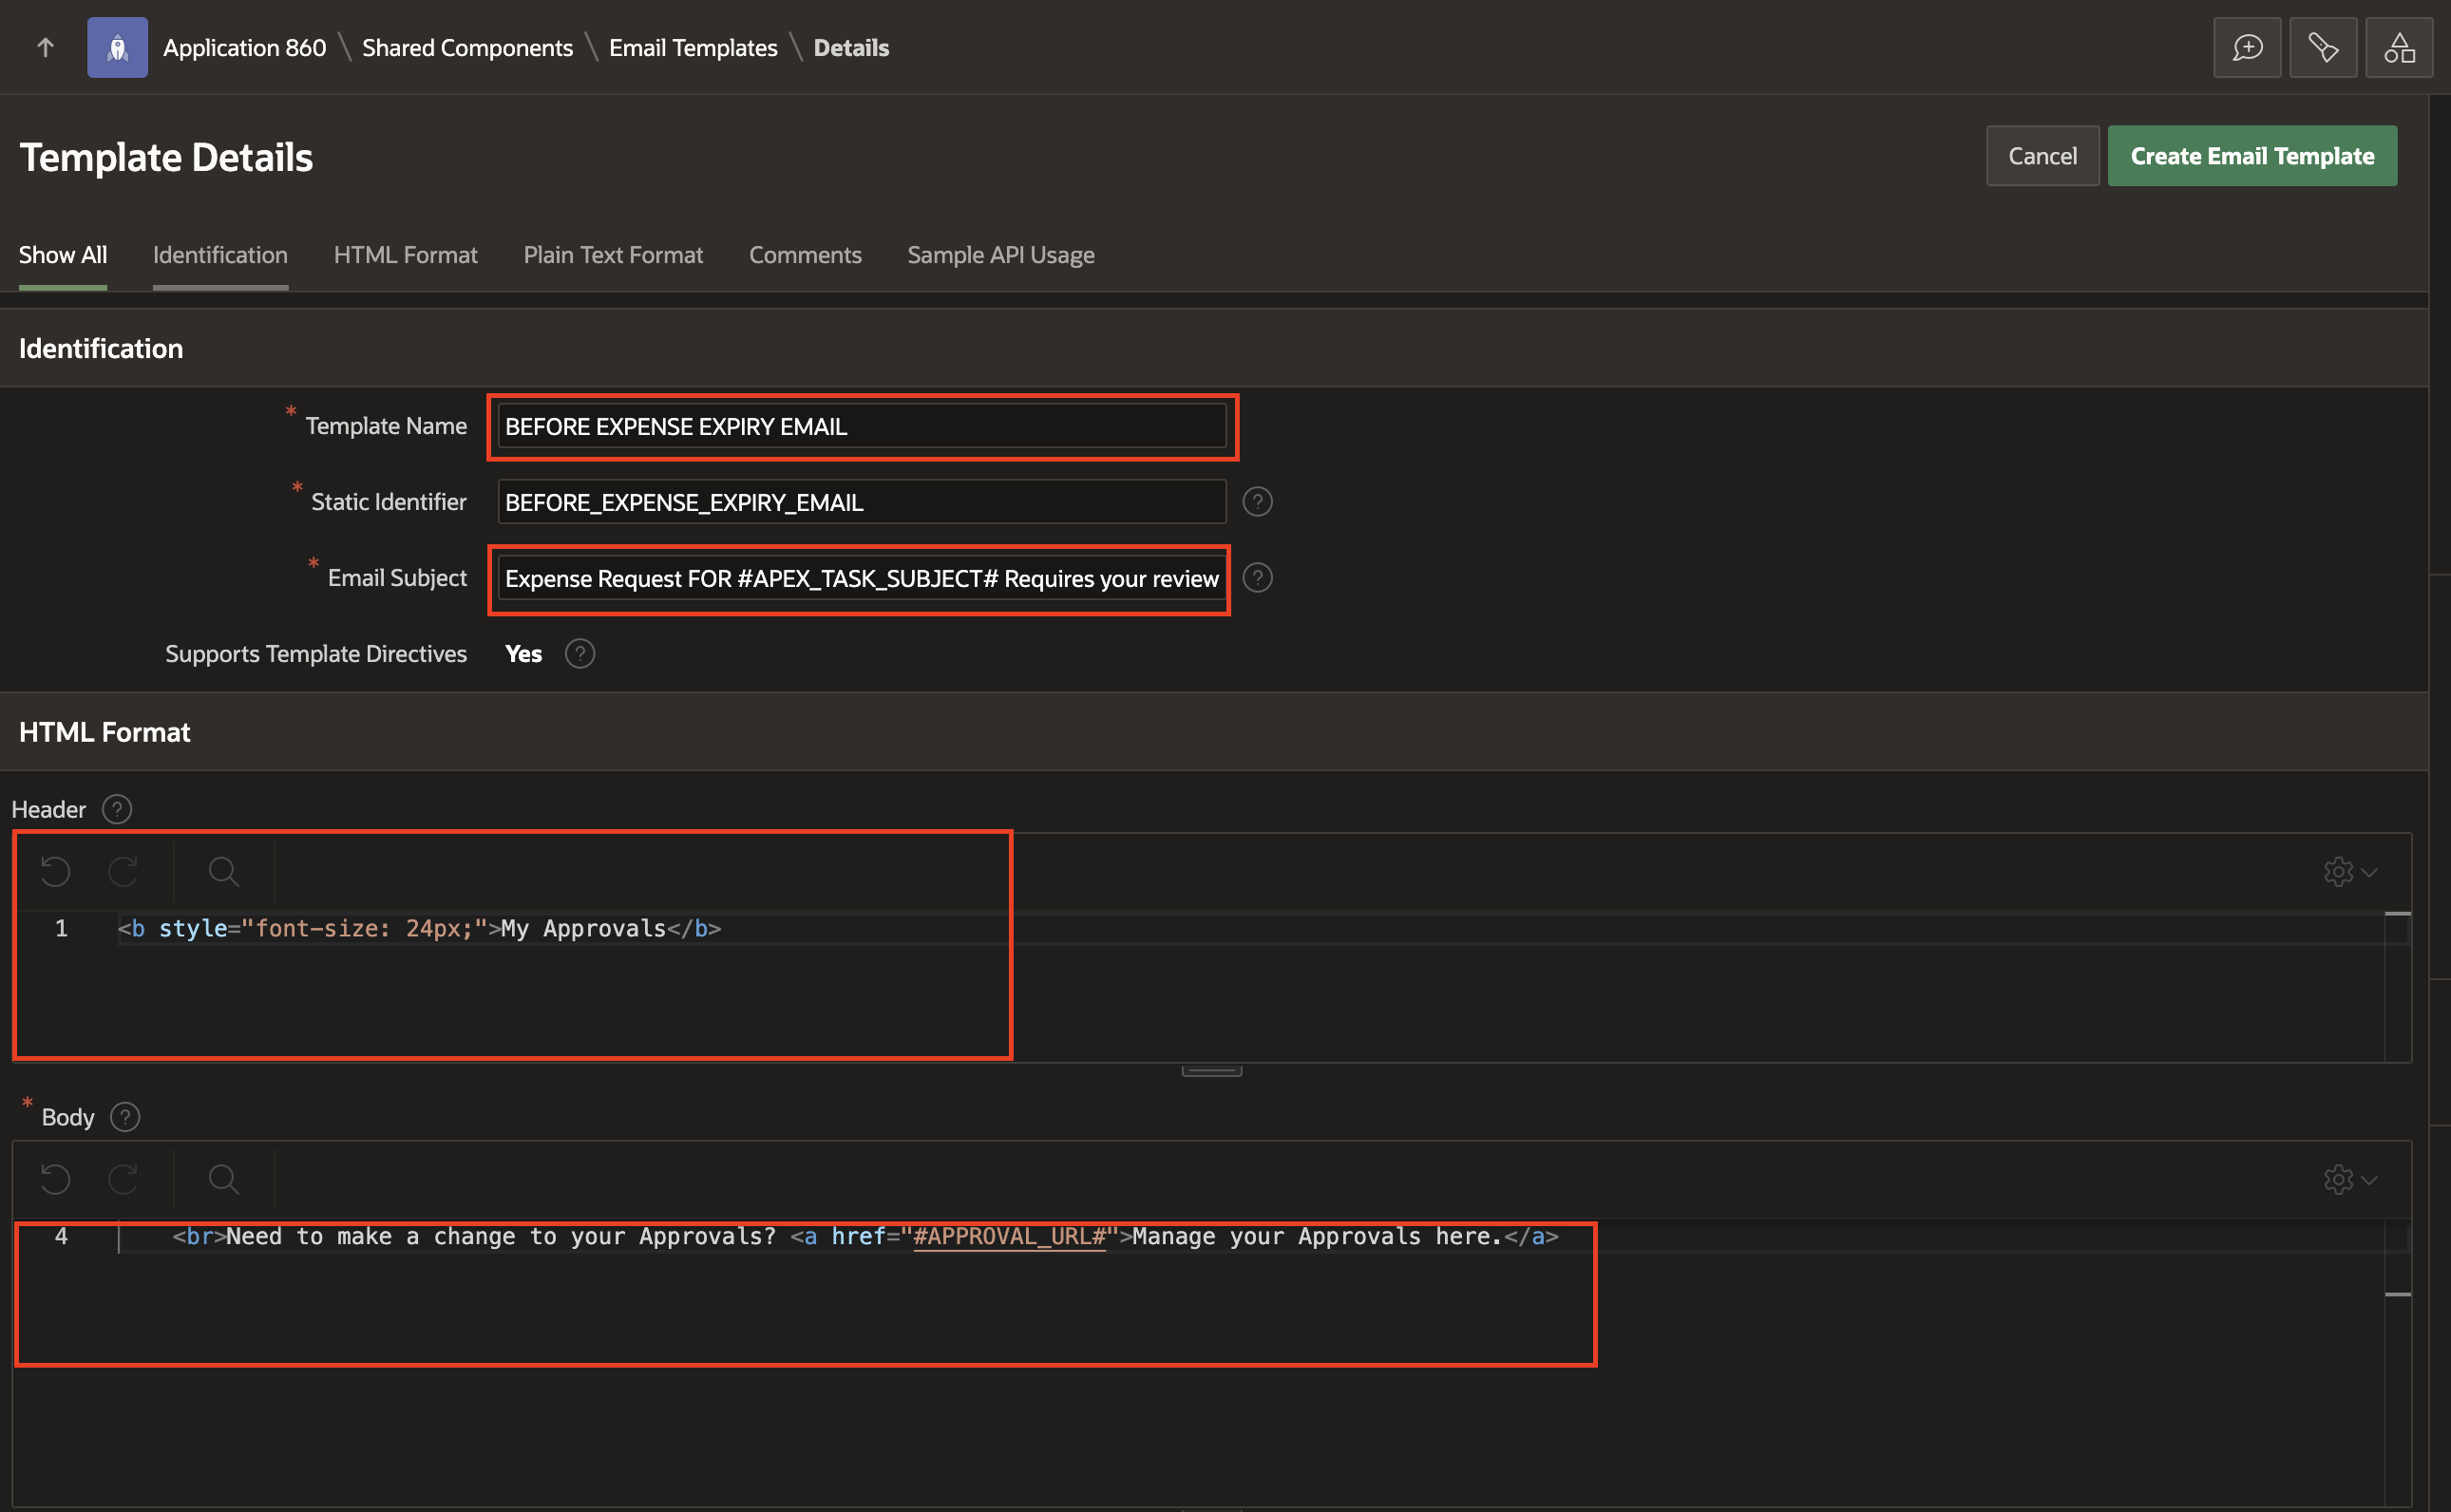 Application 860 \ Shared Components \ Email Templates \ Details
Template Details
Cancel
Create Email Template
Show All
Identification
HTML Format
Plain Text Format
Comments
Sample API Usage
Identification
* Template Name
BEFORE EXPENSE EXPIRY EMAIL
* Static Identifier
BEFORE_EXPENSE_EXPIRY_EMAIL
?
* Email Subject
Expense Request FOR #APEX_TASK_SUBJECT# Requires your review
?
Supports Template Directives
Yes
?
HTML Format
Header ?
1 <b style="font-size: 24px;">My Approvals</b>
* Body ?
4 <br>Need to make a change to your Approvals? <a href="#APPROVAL_URL#">Manage your Approvals here.</a>